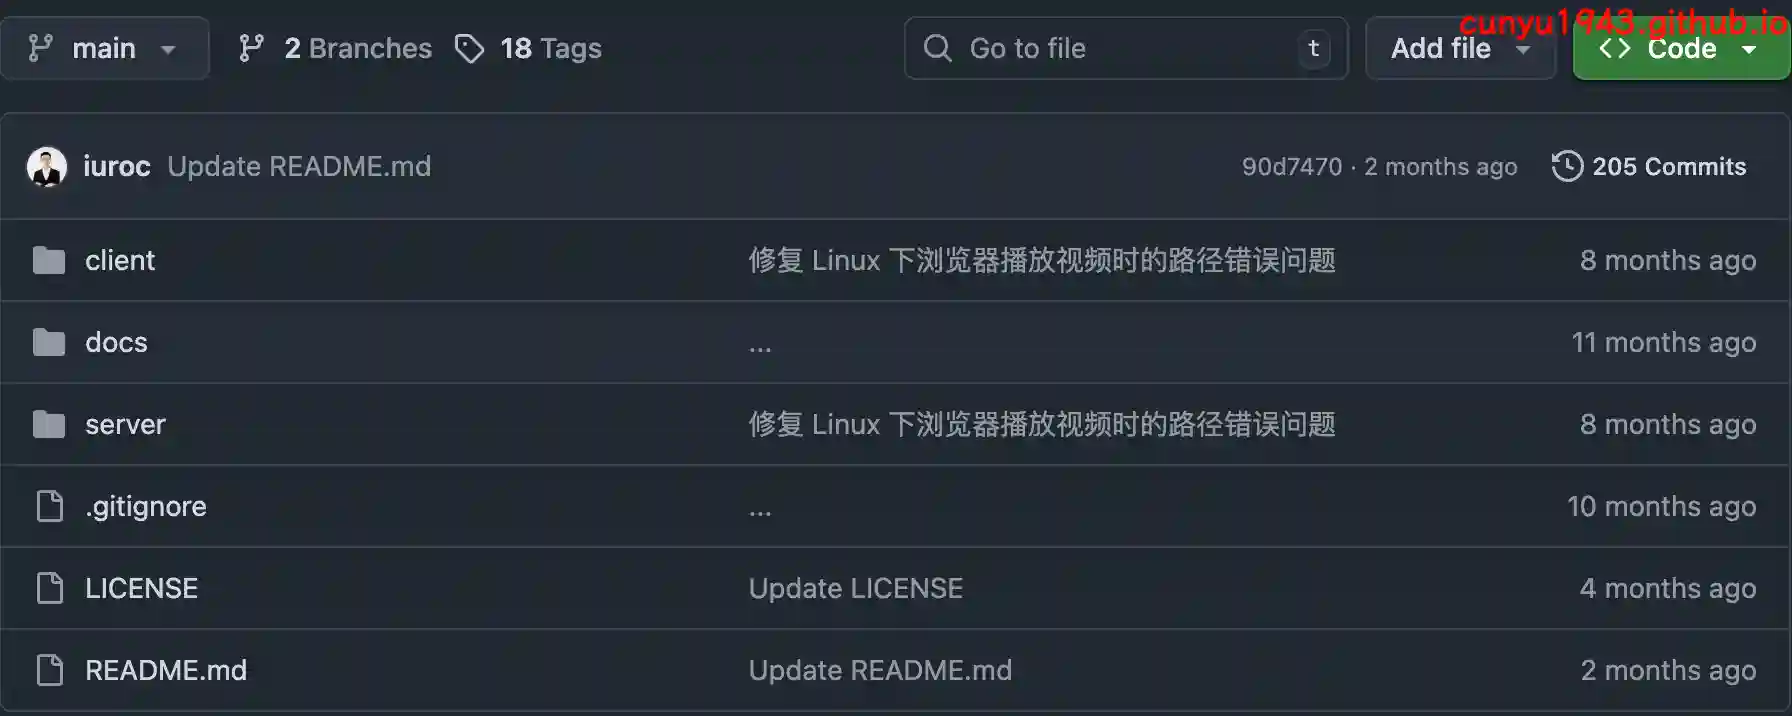 cunyu1943.github.io
main 2 Branches 18 Tags Go to file t Add file <> Code
iuroc Update README.md 90d7470 · 2 months ago 205 Commits
client 修复 Linux 下浏览器播放视频时的路径错误问题 8 months ago
docs ... 11 months ago
server 修复 Linux 下浏览器播放视频时的路径错误问题 8 months ago
.gitignore ... 10 months ago
LICENSE Update LICENSE 4 months ago
README.md Update README.md 2 months ago